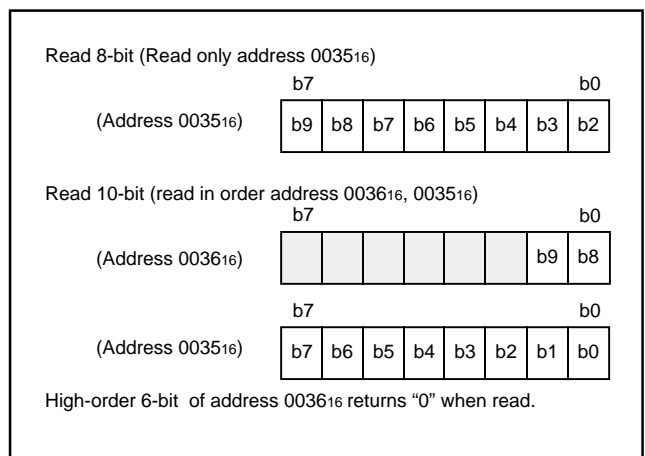 Read 8-bit (Read only address 003516)
b7 b0
(Address 003516) b9 b8 b7 b6 b5 b4 b3 b2
Read 10-bit (read in order address 003616, 003516)
b7 b0
(Address 003616) b9 b8
b7 b0
(Address 003516) b7 b6 b5 b4 b3 b2 b1 b0
High-order 6-bit of address 003616 returns “0” when read.